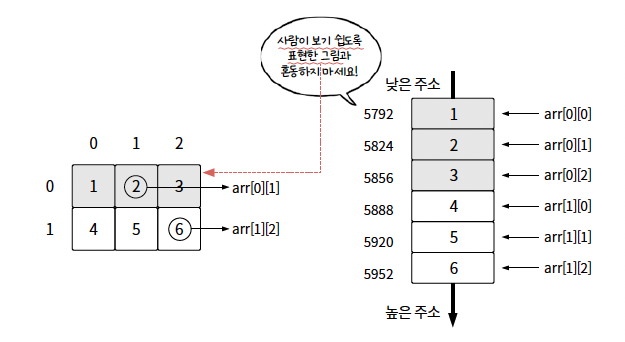 사람이 보기 쉽도록
표현한 그림과
혼동하지 마세요!
0 1 2
0 1 2 3 arr[0][1]
1 4 5 6 arr[1][2]
낮은 주소
5792 1 arr[0][0]
5824 2 arr[0][1]
5856 3 arr[0][2]
5888 4 arr[1][0]
5920 5 arr[1][1]
5952 6 arr[1][2]
높은 주소